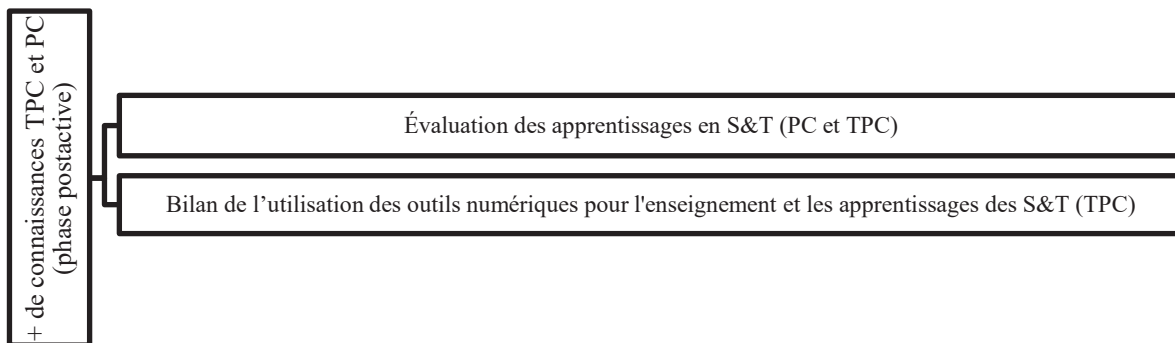 + de connaissances TPC et PC
(phase postactive)
Évaluation des apprentissages en S&T (PC et TPC)
Bilan de l’utilisation des outils numériques pour l'enseignement et les apprentissages des S&T (TPC)